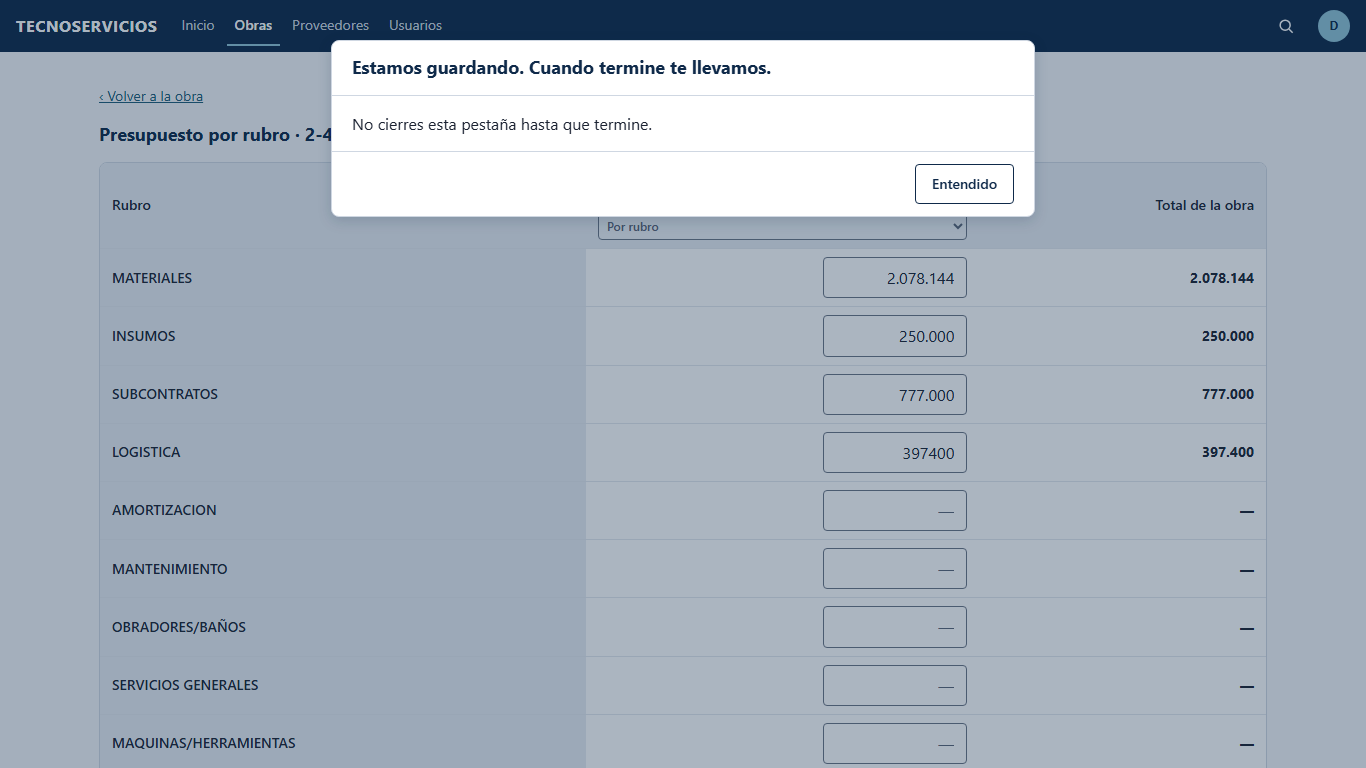 TECNOSERVICIOS Inicio Obras Proveedores Usuarios D
Estamos guardando. Cuando termine te llevamos.
No cierres esta pestaña hasta que termine.
Entendido
‹ Volver a la obra
Presupuesto por rubro · 2-4
Rubro Total de la obra
Por rubro
MATERIALES 2.078.144 2.078.144
INSUMOS 250.000 250.000
SUBCONTRATOS 777.000 777.000
LOGISTICA 397400 397.400
AMORTIZACION — —
MANTENIMIENTO — —
OBRADORES/BAÑOS — —
SERVICIOS GENERALES — —
MAQUINAS/HERRAMIENTAS — —